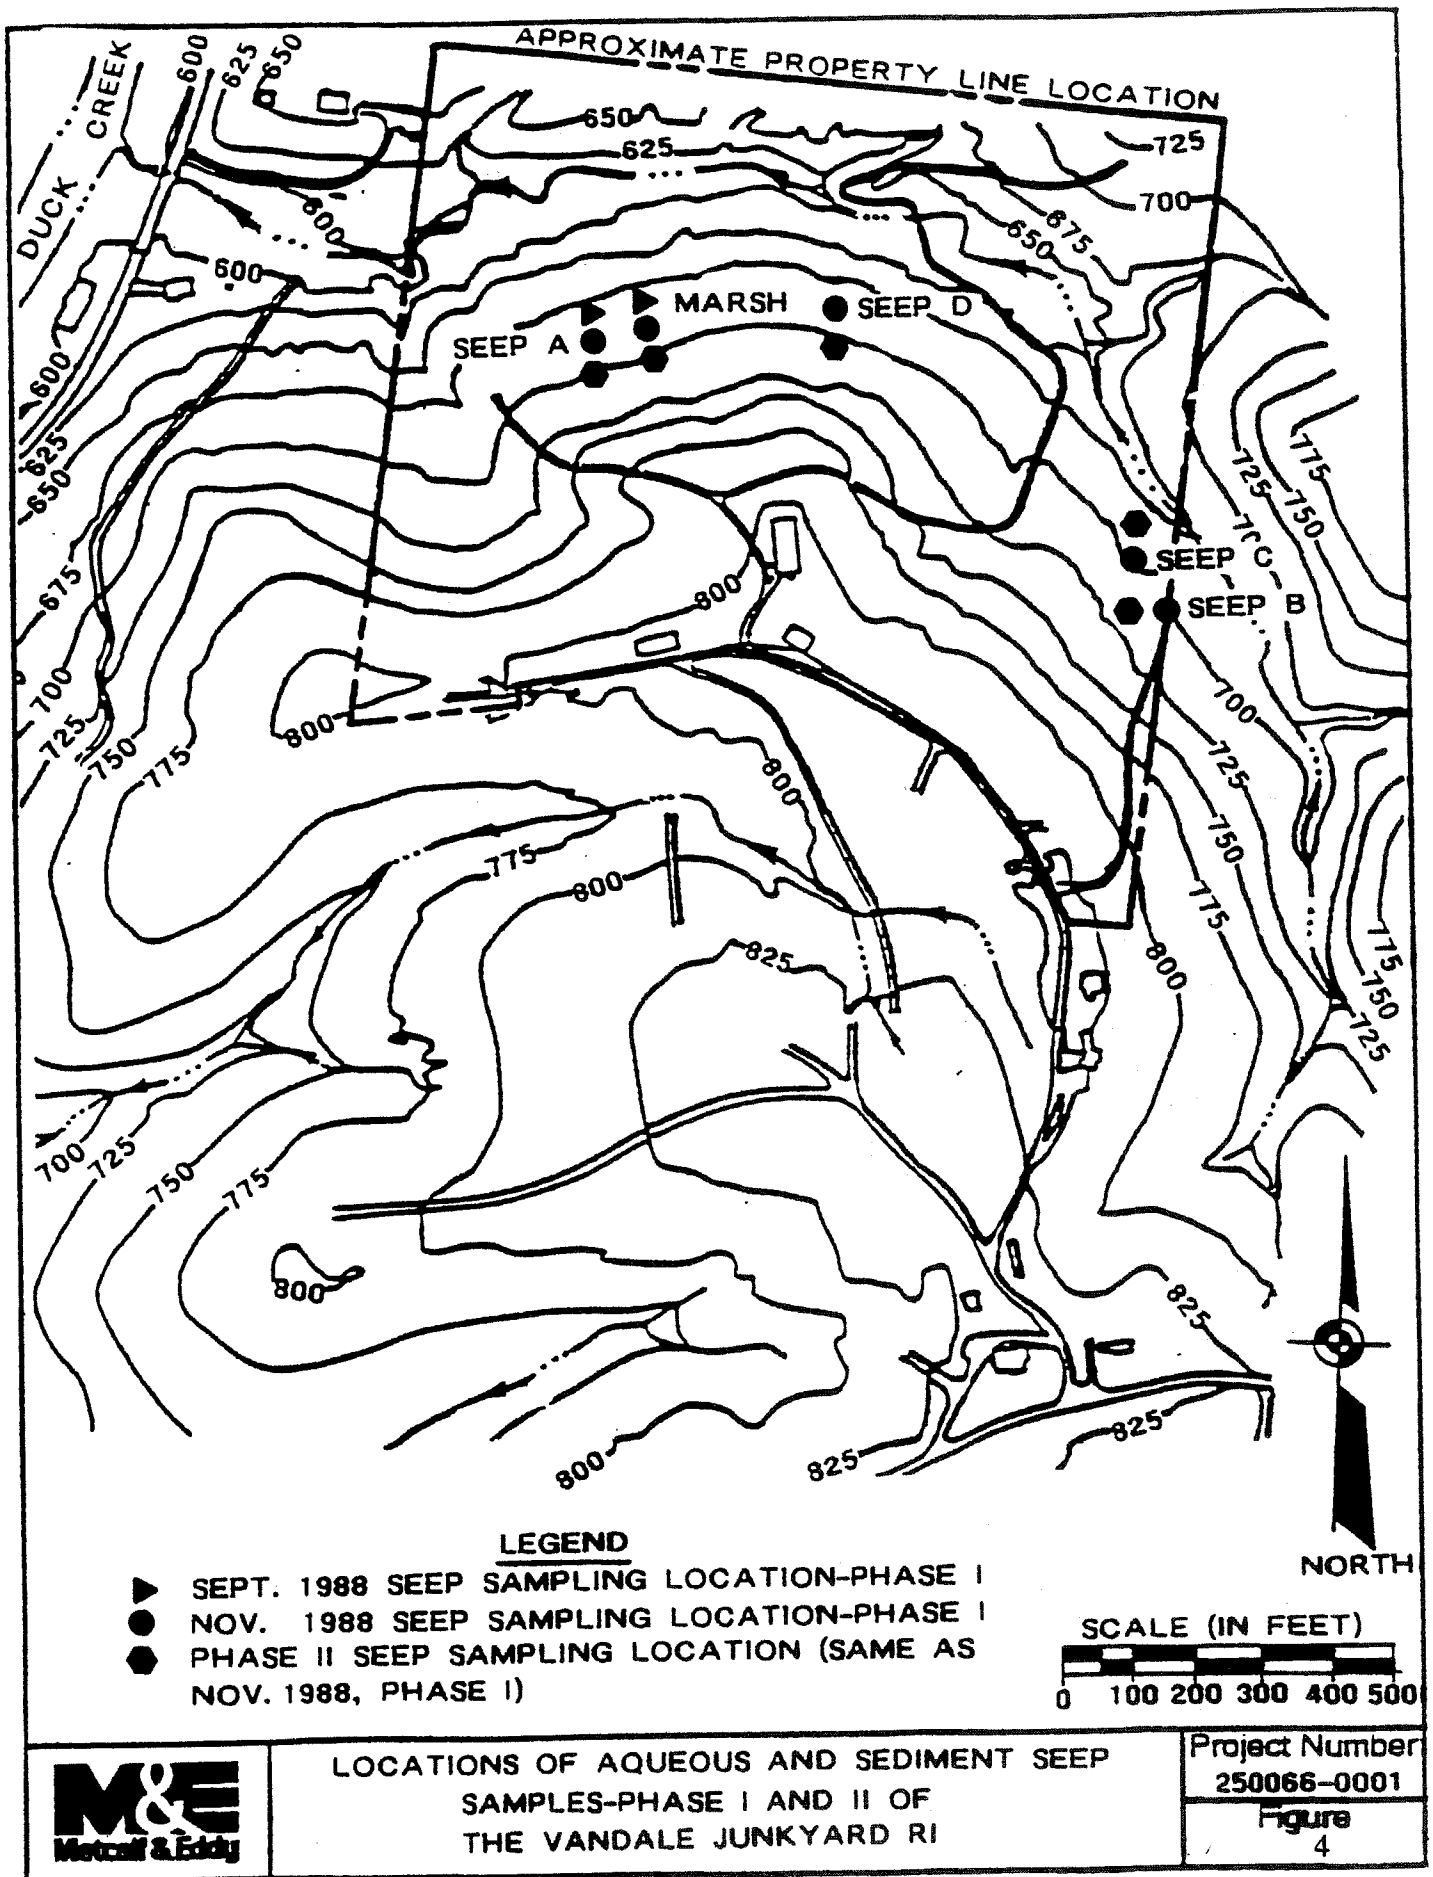 APPROXIMATE PROPERTY LINE LOCATION
DUCK CREEK
600
625
650
650
625
725
700
675
650
600
600
MARSH
SEEP D
SEEP A
600
625
650
775
725
750
SEEP C
SEEP B
675
800
700
700
725
800
725
750
775
800
750
775
800
775
825
800
775
750
725
700
725
750
775
800
825
800
825
825
LEGEND
SEPT. 1988 SEEP SAMPLING LOCATION-PHASE I
NOV. 1988 SEEP SAMPLING LOCATION-PHASE I
PHASE II SEEP SAMPLING LOCATION (SAME AS
NOV. 1988, PHASE I)
NORTH
SCALE (IN FEET)
0 100 200 300 400 500
M&E
Metcalf & Eddy
LOCATIONS OF AQUEOUS AND SEDIMENT SEEP
SAMPLES-PHASE I AND II OF
THE VANDALE JUNKYARD RI
Project Number
250066-0001
Figure
4